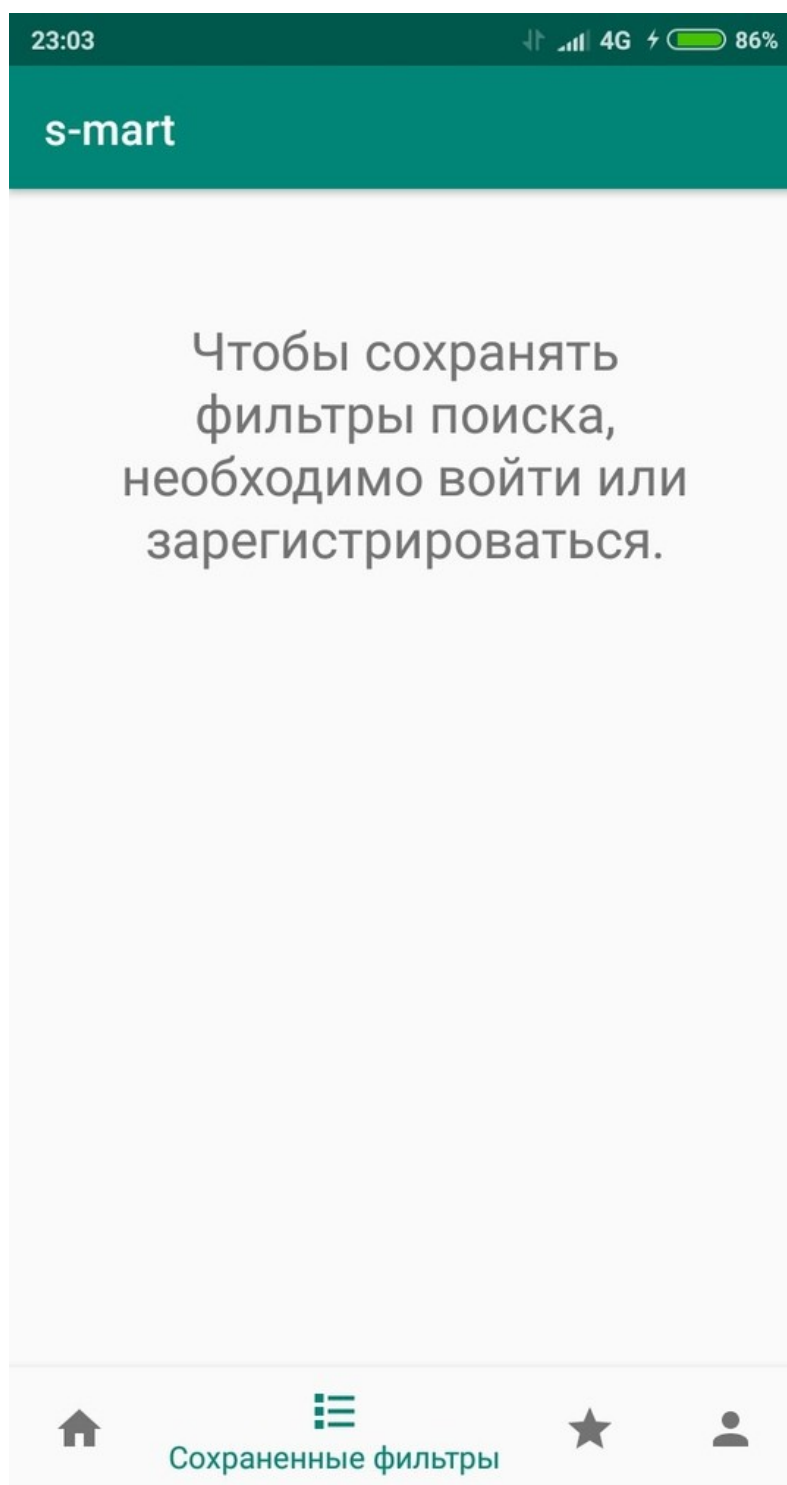 23:03 4G 86%
s-mart
Чтобы сохранять
фильтры поиска,
необходимо войти или
зарегистрироваться.
Сохраненные фильтры